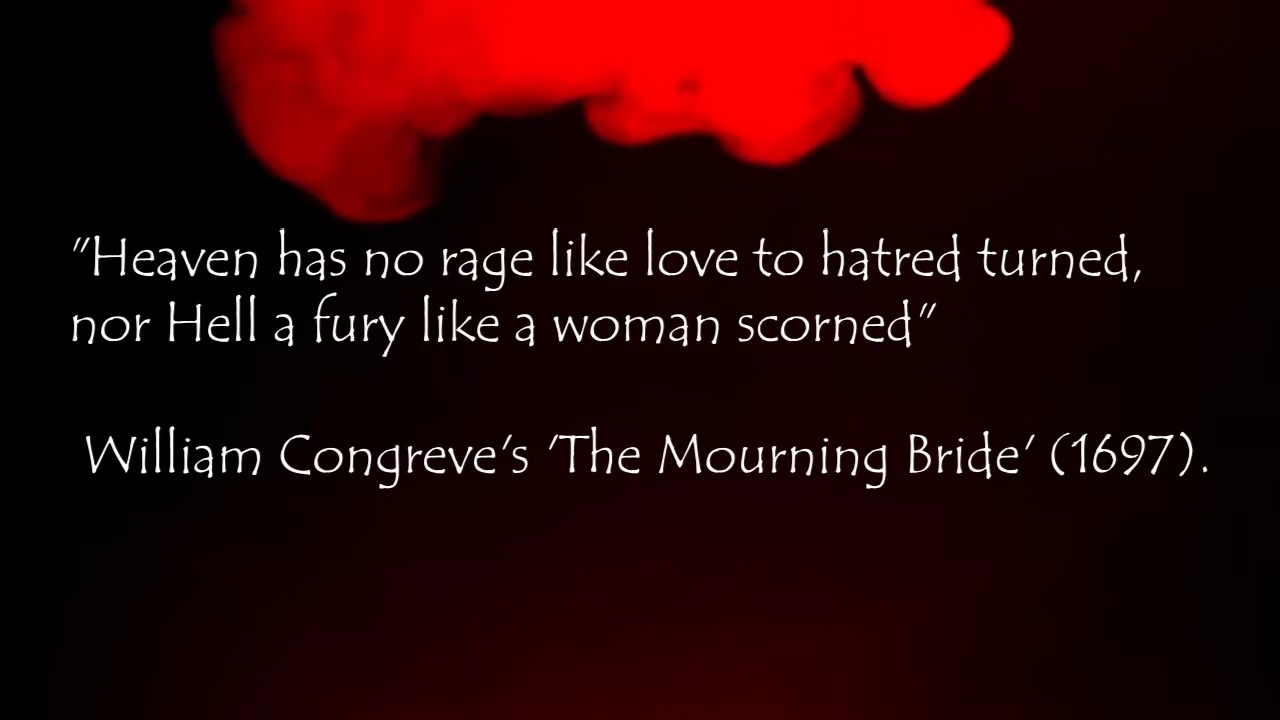 "Heaven has no rage like love to hatred turned,
nor Hell a fury like a woman scorned"
William Congreve's 'The Mourning Bride' (1697).